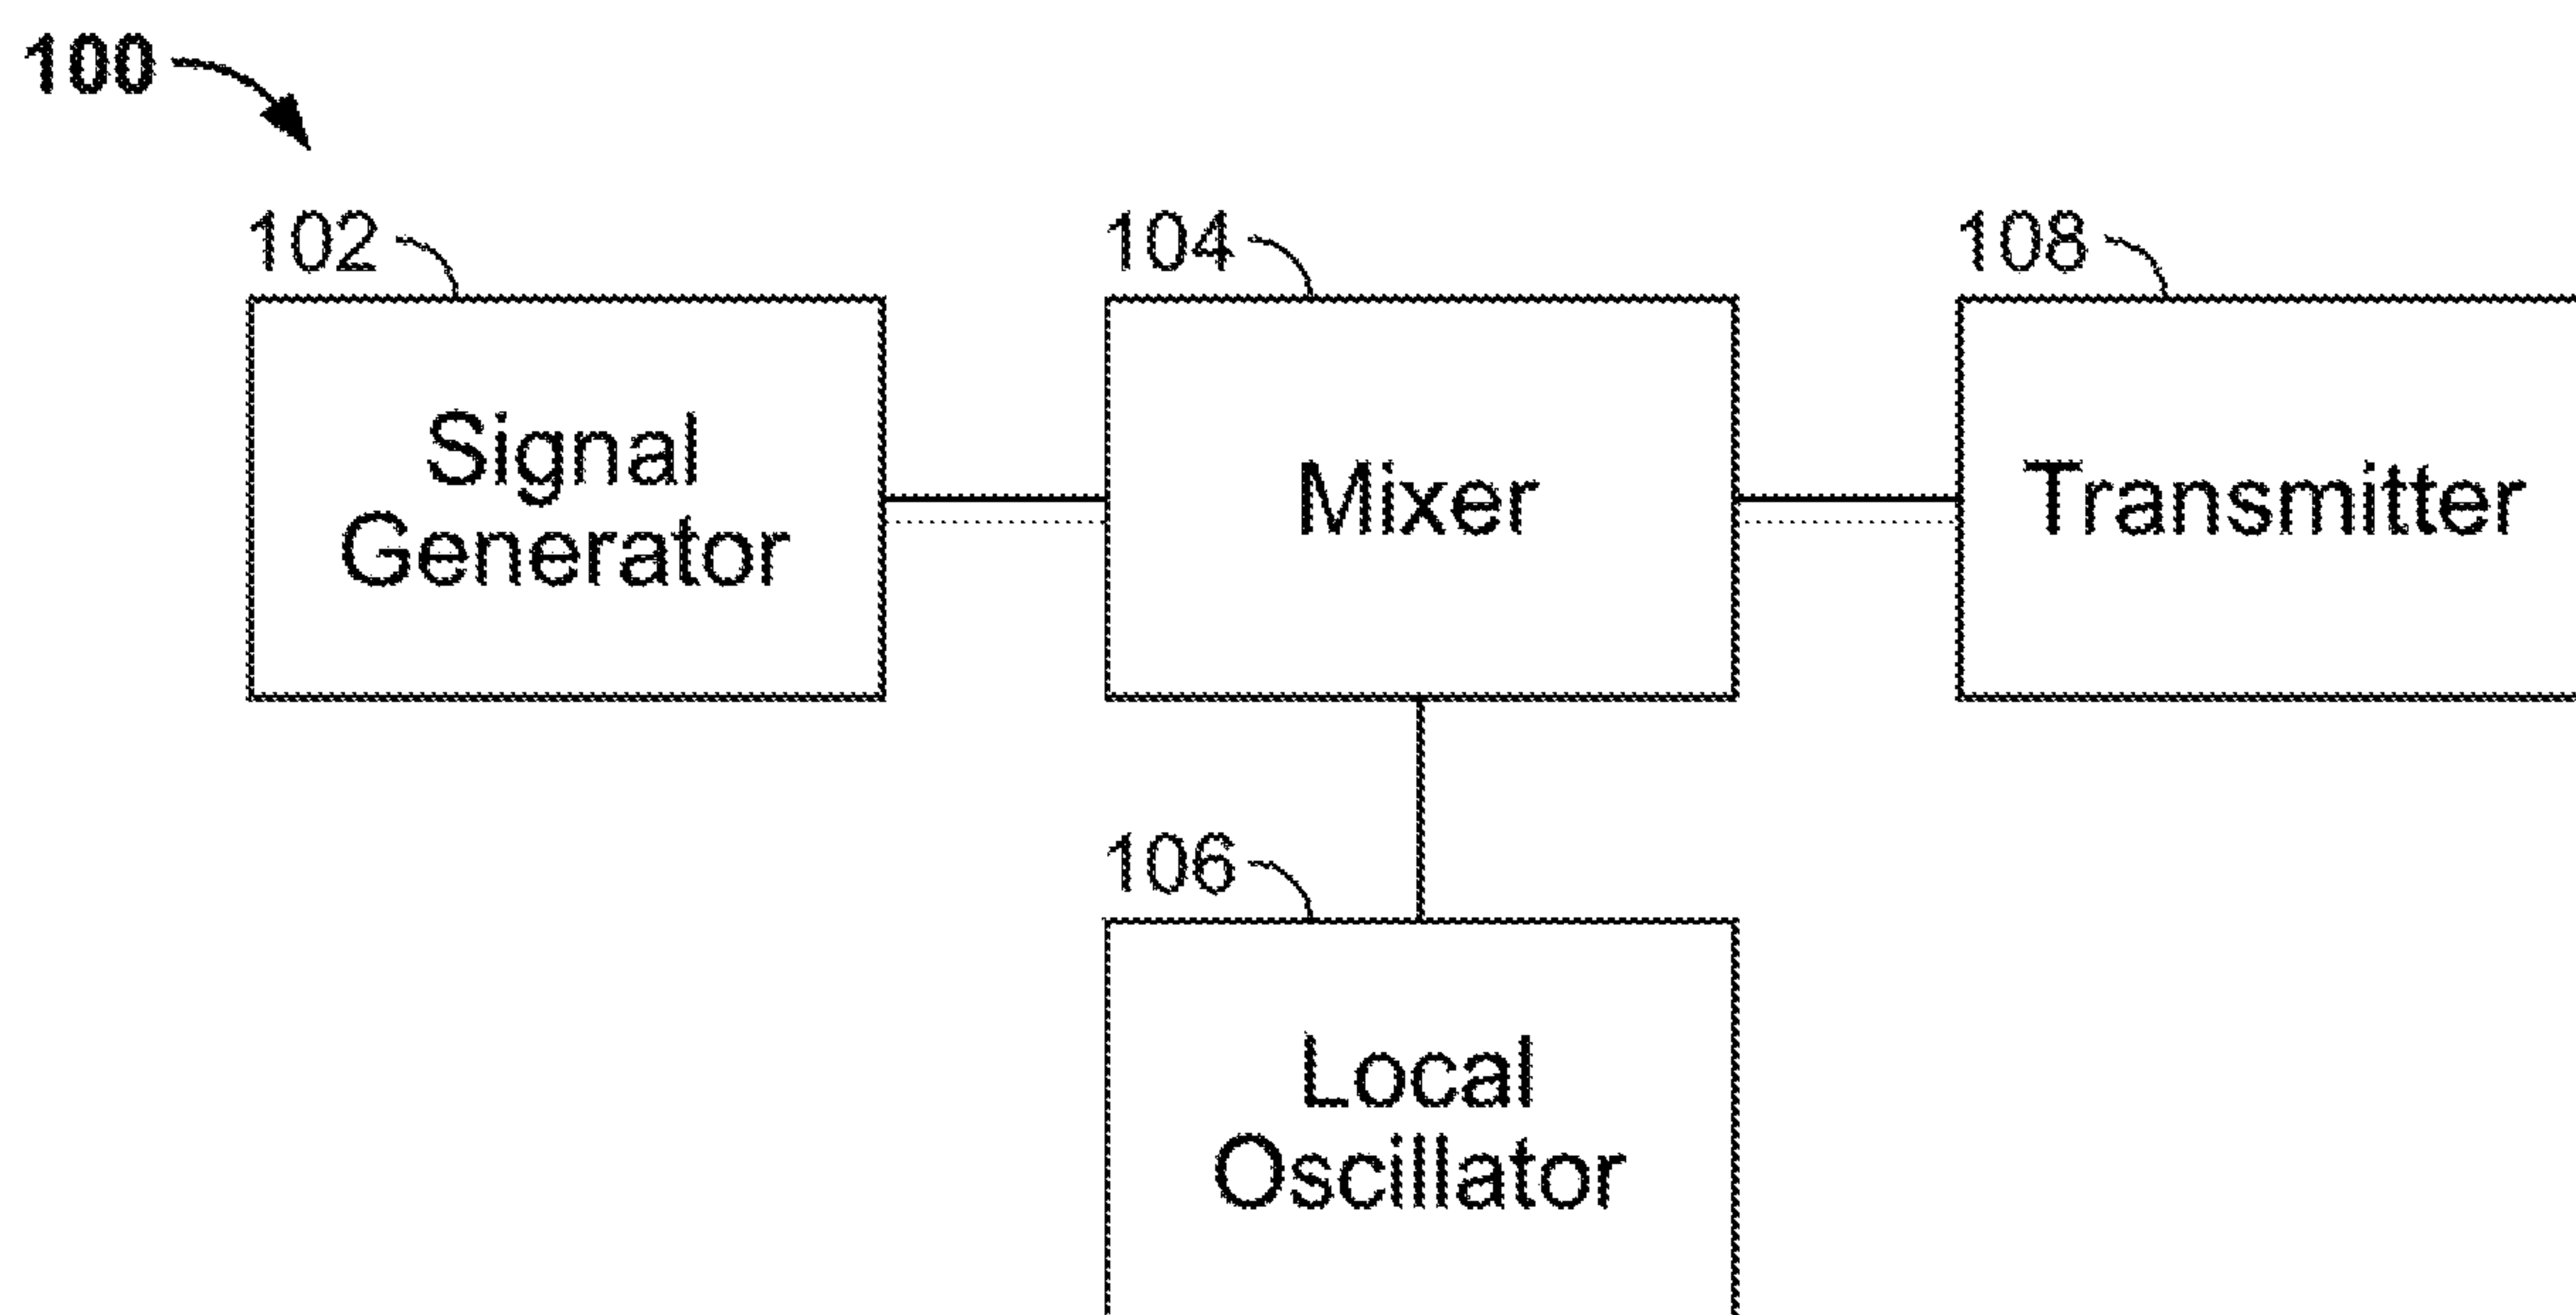 100
102
104
108
Signal
Generator
Mixer
Transmitter
106
Local
Oscillator